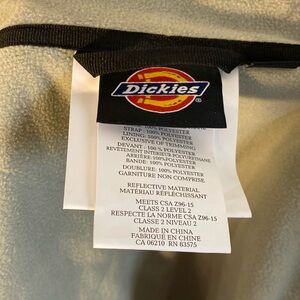 Dickies
®
STRAP - 100% POLYESTER
LINING - 100% POLYESTER
EXCLUSIVE OF TRIMMING
DEVANT - 100 % POLYESTER
REVÊTEMENT INTERIEUR:POLYURETHANE
ARRIÈRE: 100% POLYESTER
BANDE: 100% POLYESTER
DOUBLURE: 100% POLYESTER
GARNITURE NON COMPRISE
REFLECTIVE MATERIAL
MATÉRIAU RÉFLÉCHISSANT
MEETS CSA Z96-15
CLASS 2 LEVEL 2
RESPECTE LA NORME CSA Z96-15
CLASSE 2 NIVEAU 2
MADE IN CHINA
FABRIQUÉ EN CHINE
CA 06210 RN 83575